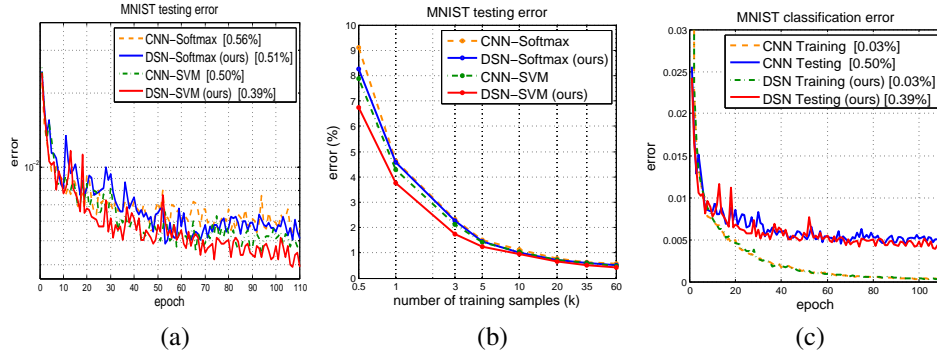 MNIST testing error
CNN−Softmax [0.56%]
DSN−Softmax (ours) [0.51%]
CNN−SVM [0.50%]
DSN−SVM (ours) [0.39%]
10⁻²
error
0 10 20 30 40 50 60 70 80 90 100 110
epoch
(a)
MNIST testing error
CNN−Softmax
DSN−Softmax (ours)
CNN−SVM
DSN−SVM (ours)
10
9
8
7
6
5
4
3
2
1
0
error (%)
0.5 1 3 5 10 20 35 60
number of training samples (k)
(b)
MNIST classification error
CNN Training [0.03%]
CNN Testing [0.50%]
DSN Training (ours) [0.03%]
DSN Testing (ours) [0.39%]
0.03
0.025
0.02
0.015
0.01
0.005
0
error
20 40 60 80 100
epoch
(c)